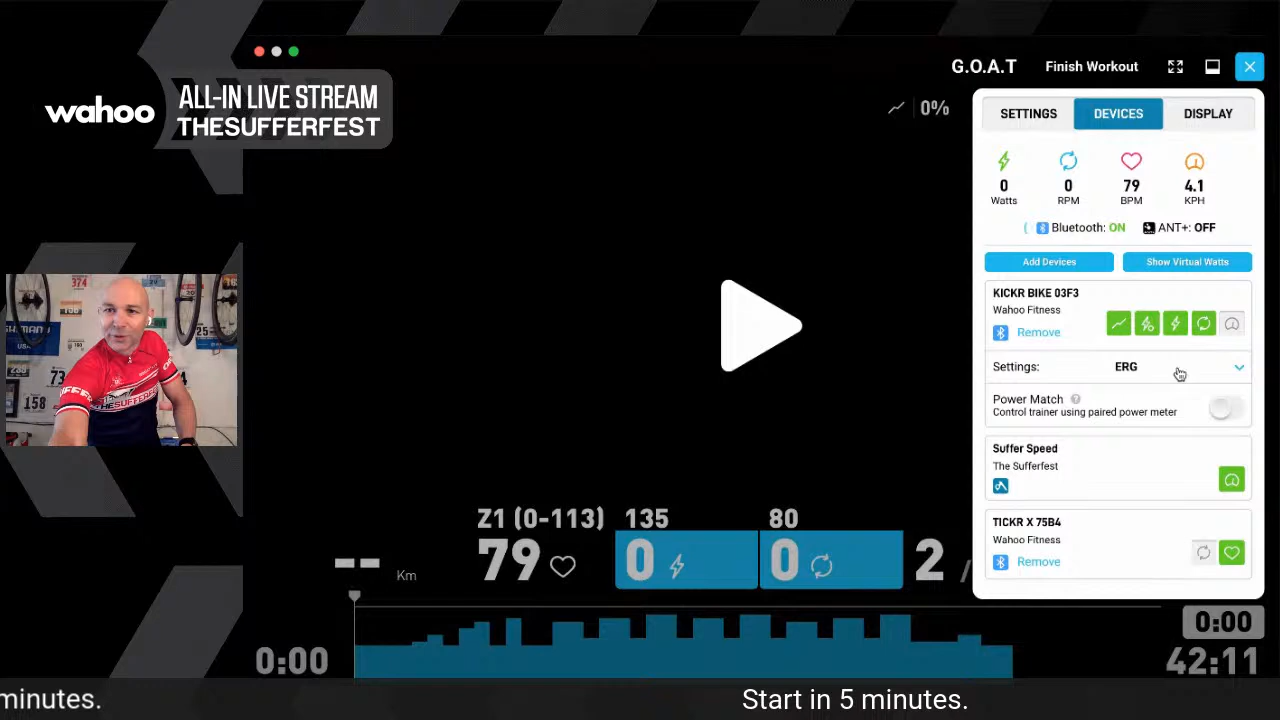 wahoo
ALL-IN LIVE STREAM
THESUFFERFEST
374
158
G.O.A.T
Finish Workout
0%
SETTINGS
DEVICES
DISPLAY
0
Watts
0
RPM
79
BPM
4.1
KPH
Bluetooth: ON
ANT+: OFF
Add Devices
Show Virtual Watts
KICKR BIKE 03F3
Wahoo Fitness
Remove
Settings:
ERG
Power Match ?
Control trainer using paired power meter
Suffer Speed
The Sufferfest
TICKR X 75B4
Wahoo Fitness
Remove
-- Km
Z1 (0-113)
79
135
0
80
0
2 /
0:00
0:00
42:11
minutes.
Start in 5 minutes.